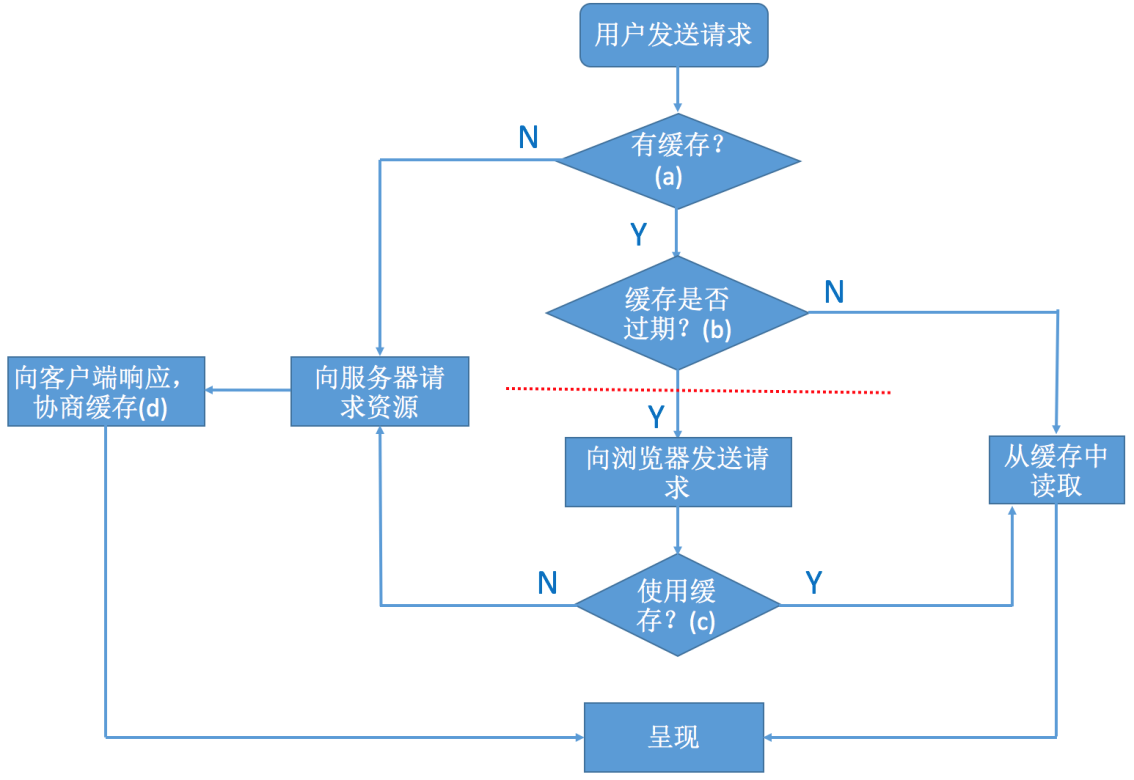 用户发送请求
N
有缓存?
(a)
Y
缓存是否
过期? (b)
N
向客户端响应，
协商缓存(d)
向服务器请
求资源
Y
向浏览器发送请
求
从缓存中
读取
N
使用缓
存? (c)
Y
呈现